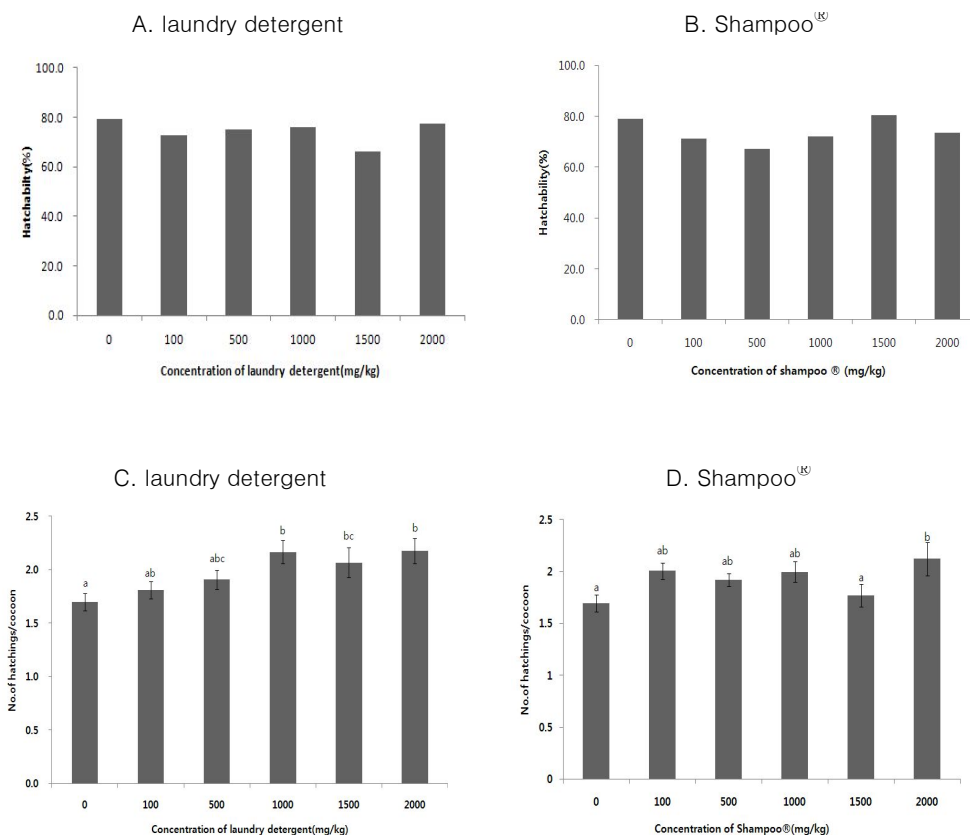 A. laundry detergent
100.0
80.0
60.0
40.0
20.0
0.0
Hatchabilty(%)
0 100 500 1000 1500 2000
Concentration of laundry detergent(mg/kg)
B. Shampoo®
100.0
80.0
60.0
40.0
20.0
0.0
Hatchability(%)
0 100 500 1000 1500 2000
Concentration of shampoo ® (mg/kg)
C. laundry detergent
2.5
2.0
1.5
1.0
0.5
0.0
No.of hatchings/cocoon
a ab abc b bc b
0 100 500 1000 1500 2000
Concentration of laundry detergent(mg/kg)
D. Shampoo®
2.5
2
1.5
1
0.5
0
No.of hatchings/cocoon
a ab ab ab a b
0 100 500 1000 1500 2000
Concentration of Shampoo®(mg/kg)